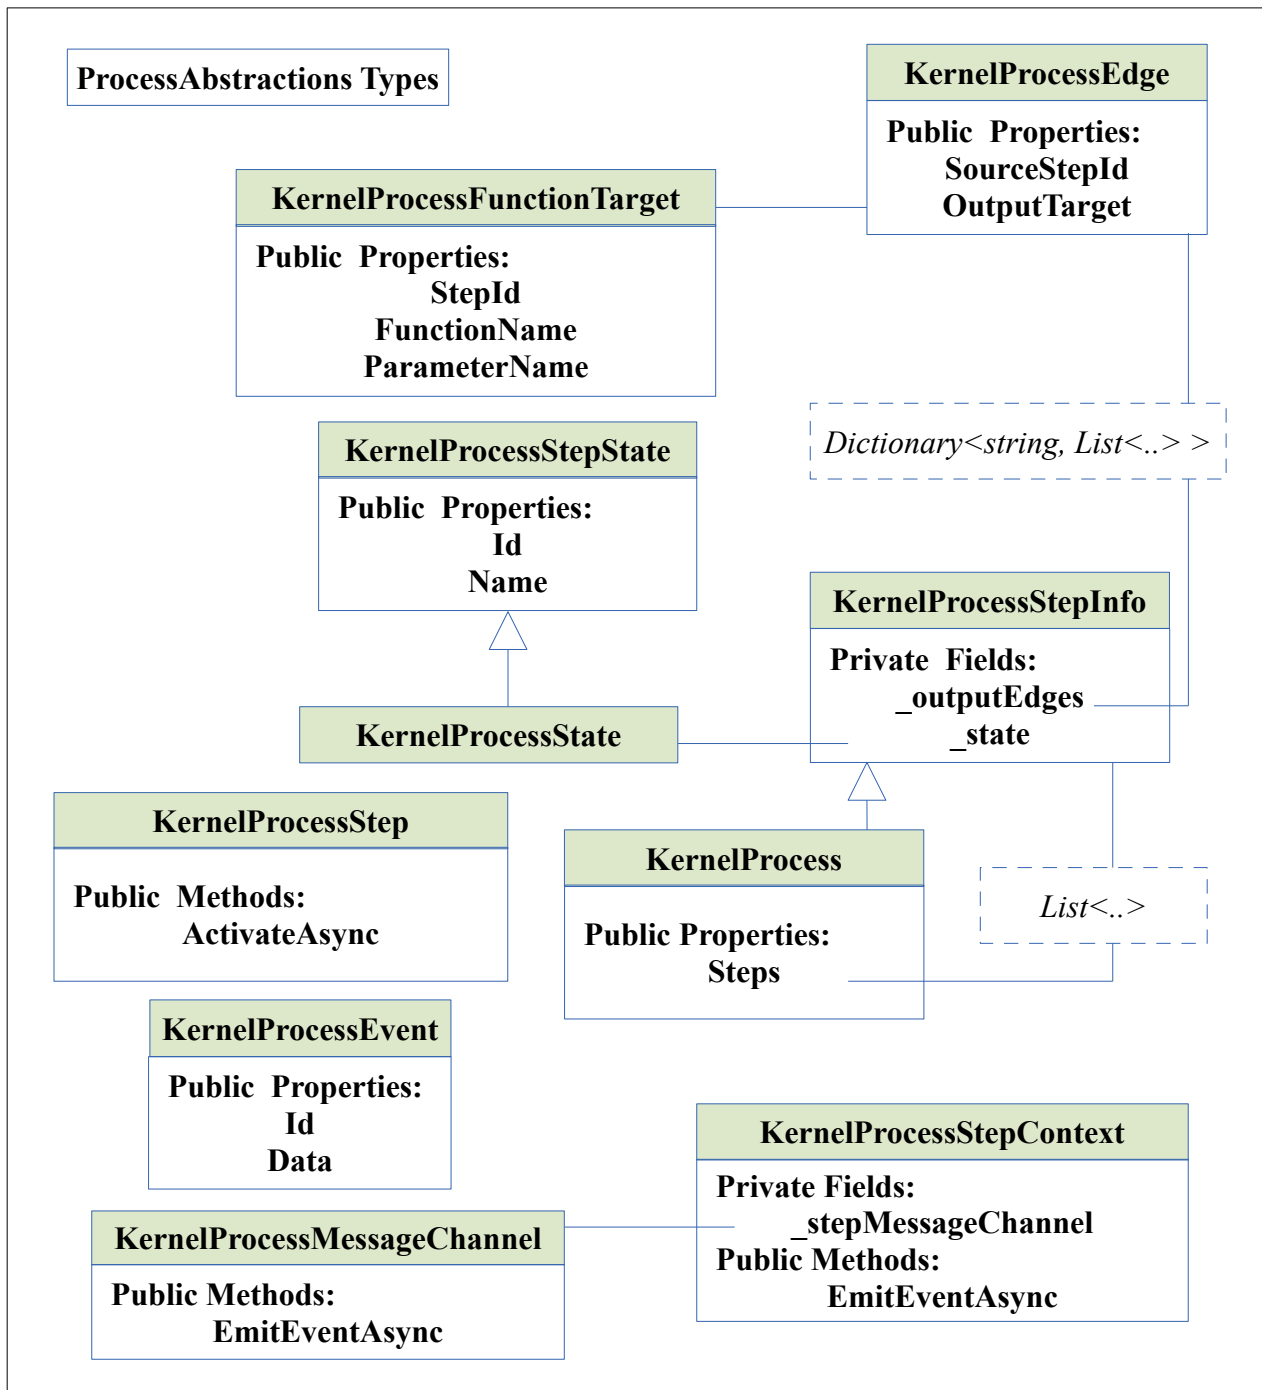 ProcessAbstractions Types
KernelProcessEdge
Public Properties:
SourceStepId
OutputTarget
KernelProcessFunctionTarget
Public Properties:
StepId
FunctionName
ParameterName
Dictionary<string, List<..> >
KernelProcessStepState
Public Properties:
Id
Name
KernelProcessStepInfo
Private Fields:
_outputEdges
_state
KernelProcessState
KernelProcessStep
Public Methods:
ActivateAsync
KernelProcess
Public Properties:
Steps
List<..>
KernelProcessEvent
Public Properties:
Id
Data
KernelProcessStepContext
Private Fields:
_stepMessageChannel
Public Methods:
EmitEventAsync
KernelProcessMessageChannel
Public Methods:
EmitEventAsync